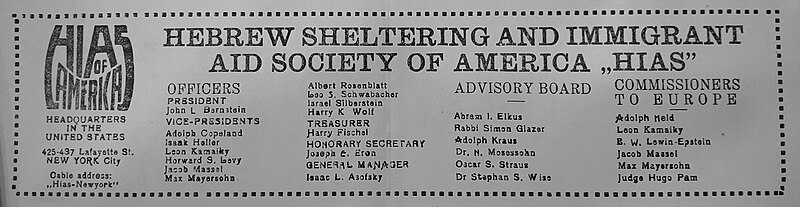 HIAS
OF
AMERICA
HEADQUARTERS
IN THE
UNITED STATES
425-437, Lafayette St.
NEW YORK City
Cable address:
„Hias-Newyork"
HEBREW SHELTERING AND IMMIGRANT
AID SOCIETY OF AMERICA „HIAS"
OFFICERS
PRESIDENT
John L. Bernstein
VICE-PRESIDENTS
Adolph Copeland
Isaak Heller
Leon Kamaiky
Horward S. Levy
Jacob Massel
Max Mayersohn
Albert Rosenblatt
Leo S. Schwabacher
Israel Silberstein
Harry K. Wolf
TREASURER
Harry Fischel
HONORARY SECRETARY
Joseph E. Eron
GENERAL MANAGER
Isaac L. Asofsky
ADVISORY BOARD
Abram I. Elkus
Rabbi Simon Glazer
Adolph Kraus
Dr. N. Mosessohn
Oscar S. Straus
Dr Stephan S. Wise
COMMISSIONERS
TO EUROPE
Adolph Held
Leon Kamaiky
E. W. Lewin-Epstein
Jacob Massel
Max Mayersohn
Judge Hugo Pam